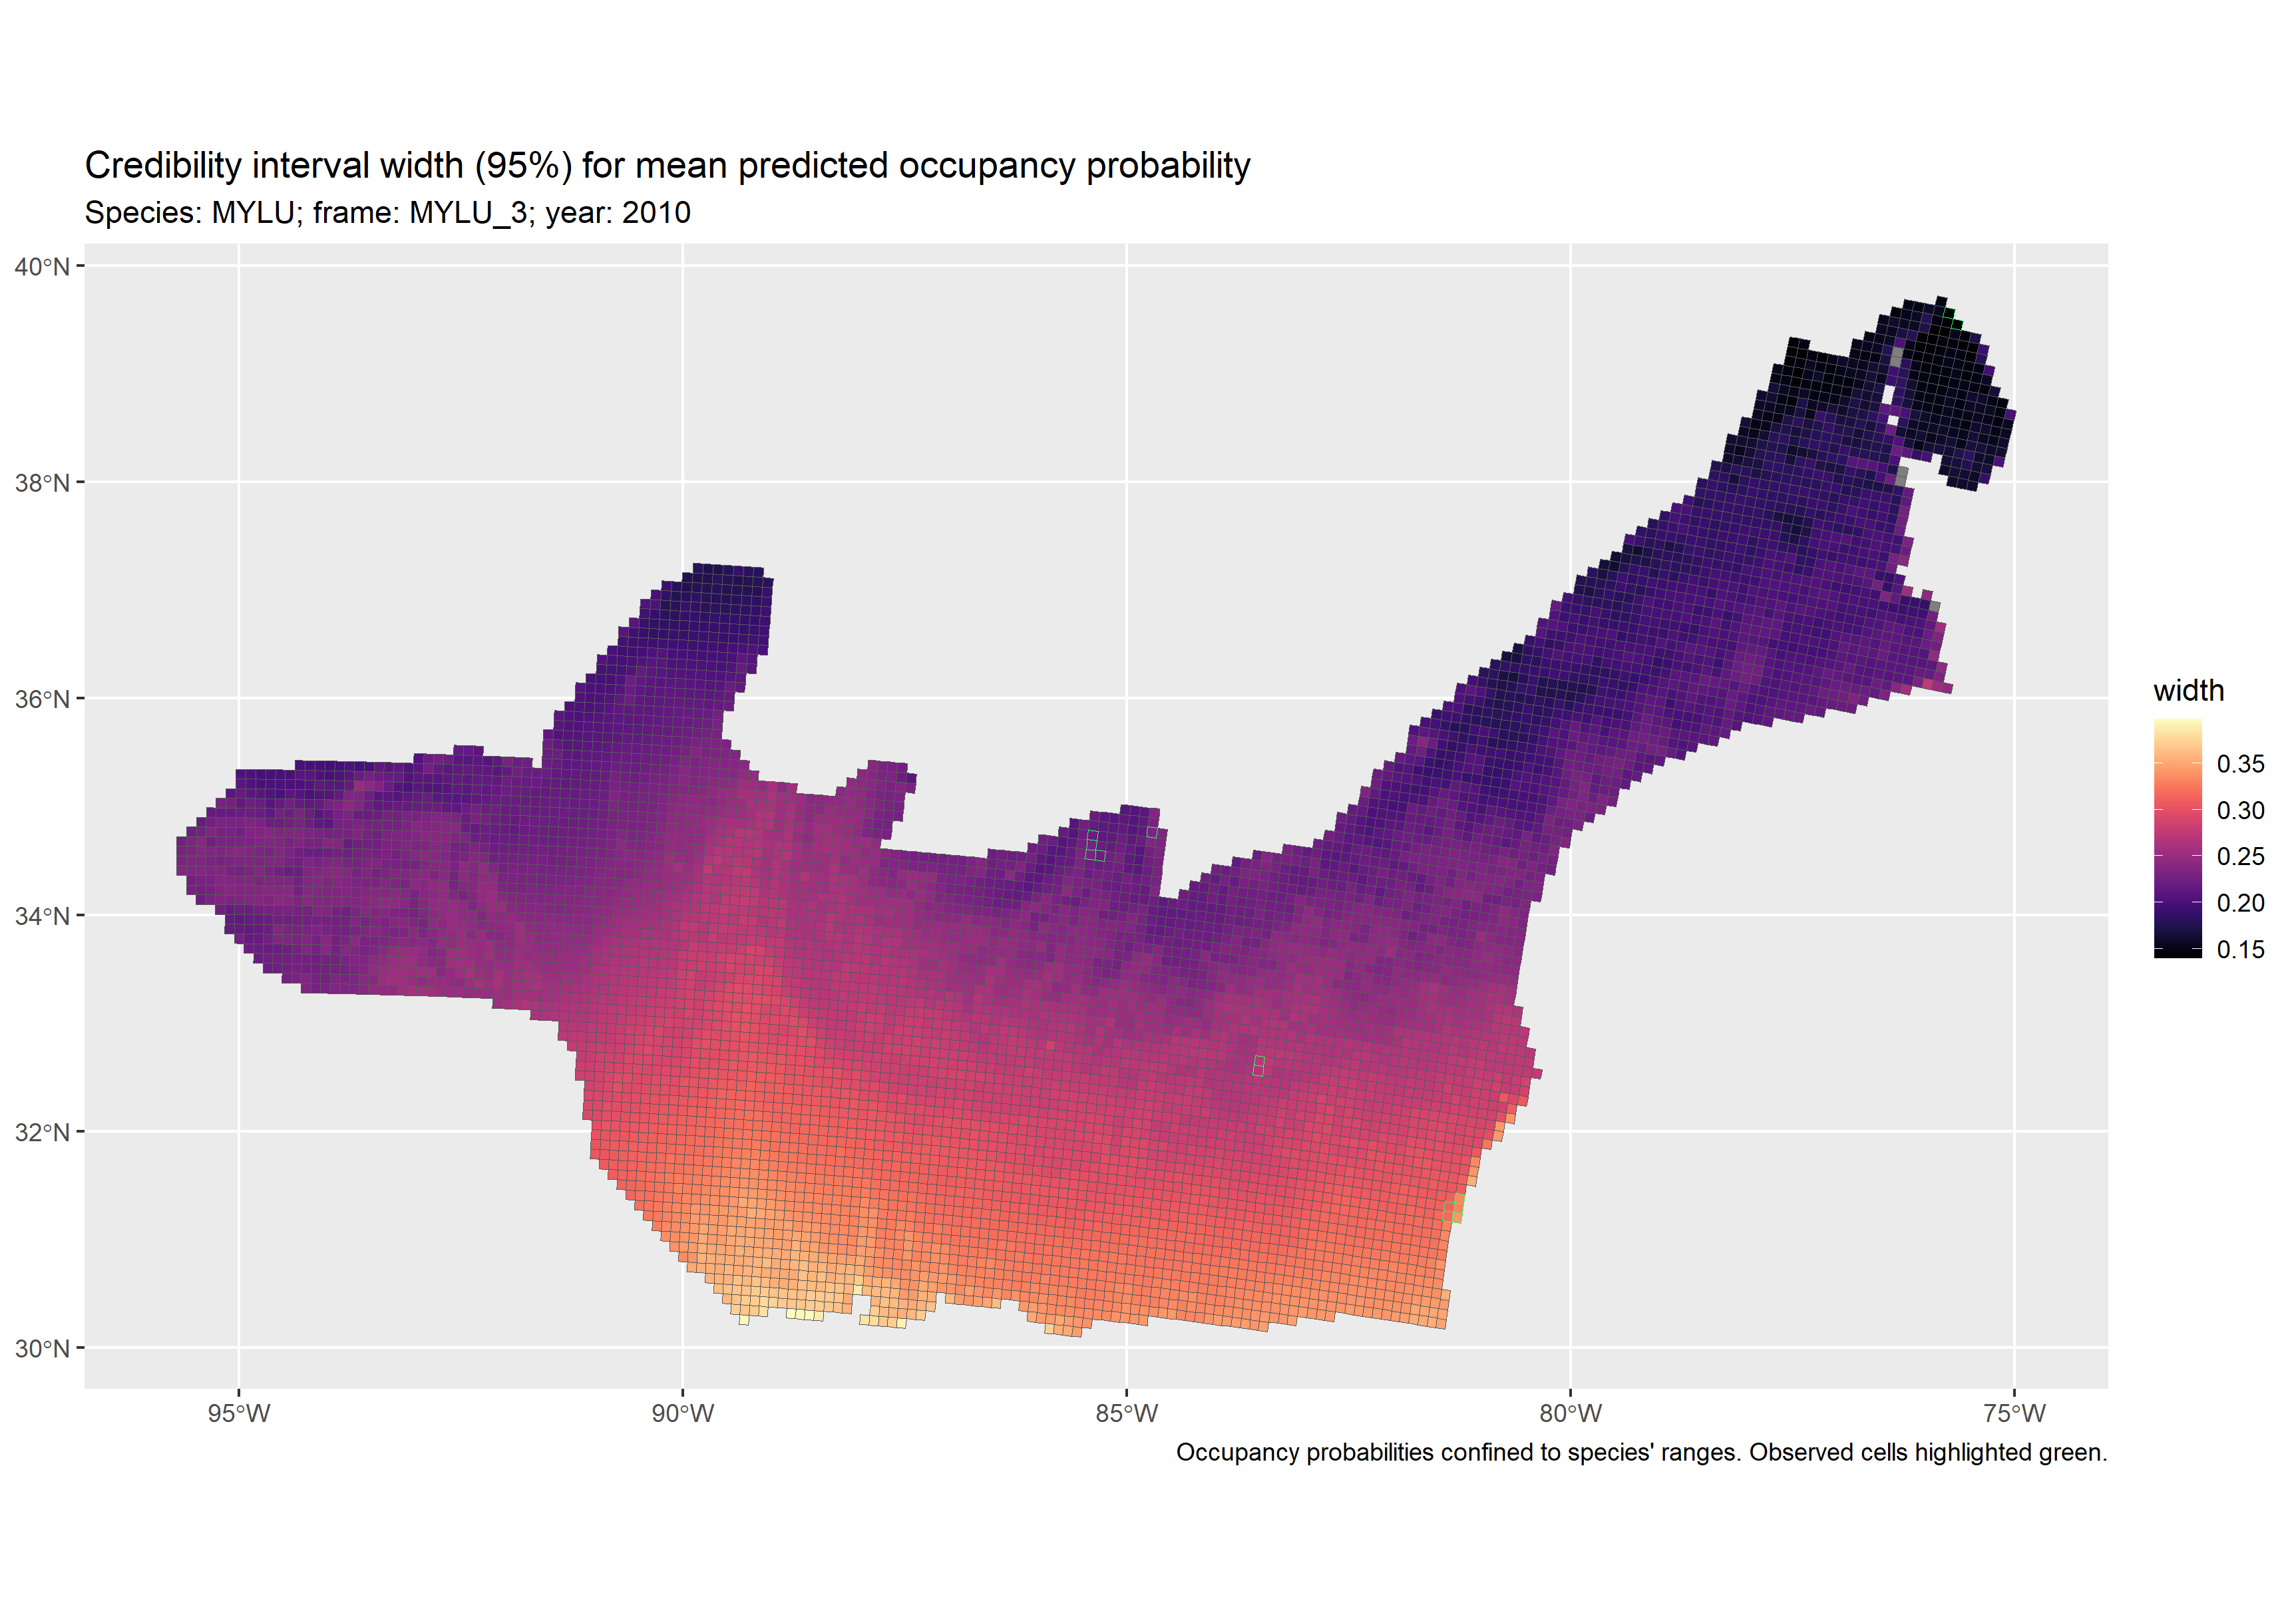 Credibility interval width (95%) for mean predicted occupancy probability
Species: MYLU; frame: MYLU_3; year: 2010
40°N
38°N
36°N
34°N
32°N
30°N
95°W
90°W
85°W
80°W
75°W
width
0.35
0.30
0.25
0.20
0.15
Occupancy probabilities confined to species' ranges. Observed cells highlighted green.